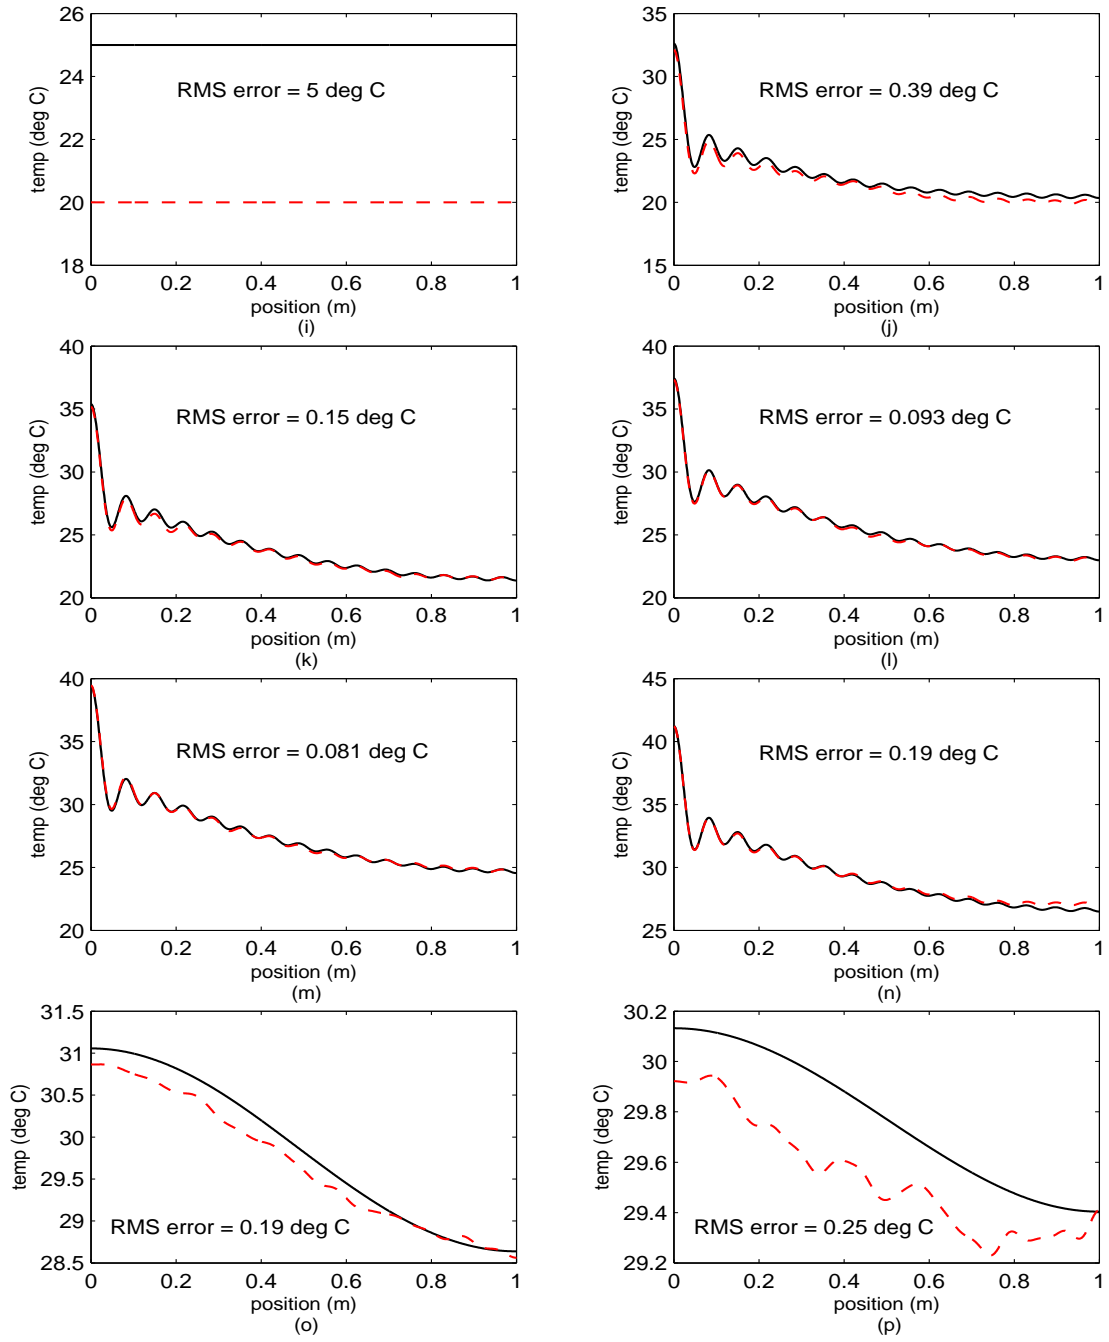 26
24
22
20
18
temp (deg C)
RMS error = 5 deg C
0 0.2 0.4 0.6 0.8 1
position (m)
(i)
35
30
25
20
15
temp (deg C)
RMS error = 0.39 deg C
0 0.2 0.4 0.6 0.8 1
position (m)
(j)
40
35
30
25
20
temp (deg C)
RMS error = 0.15 deg C
0 0.2 0.4 0.6 0.8 1
position (m)
(k)
40
35
30
25
20
temp (deg C)
RMS error = 0.093 deg C
0 0.2 0.4 0.6 0.8 1
position (m)
(l)
40
35
30
25
20
temp (deg C)
RMS error = 0.081 deg C
0 0.2 0.4 0.6 0.8 1
position (m)
(m)
45
40
35
30
25
temp (deg C)
RMS error = 0.19 deg C
0 0.2 0.4 0.6 0.8 1
position (m)
(n)
31.5
31
30.5
30
29.5
29
28.5
temp (deg C)
RMS error = 0.19 deg C
0 0.2 0.4 0.6 0.8 1
position (m)
(o)
30.2
30
29.8
29.6
29.4
29.2
temp (deg C)
RMS error = 0.25 deg C
0 0.2 0.4 0.6 0.8 1
position (m)
(p)